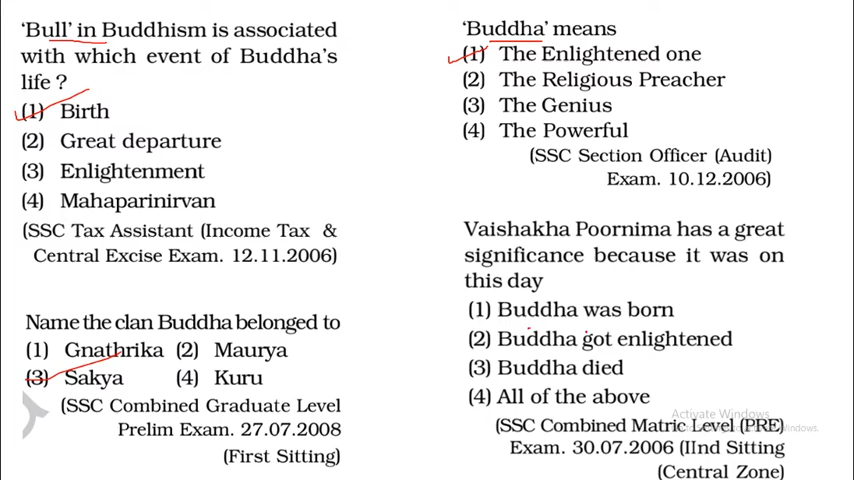 ‘Bull’ in Buddhism is associated
with which event of Buddha’s
life ?
(1) Birth
(2) Great departure
(3) Enlightenment
(4) Mahaparinirvan
(SSC Tax Assistant (Income Tax &
Central Excise Exam. 12.11.2006)
Name the clan Buddha belonged to
(1) Gnathrika (2) Maurya
(3) Sakya (4) Kuru
(SSC Combined Graduate Level
Prelim Exam. 27.07.2008
(First Sitting)
‘Buddha’ means
(1) The Enlightened one
(2) The Religious Preacher
(3) The Genius
(4) The Powerful
(SSC Section Officer (Audit)
Exam. 10.12.2006)
Vaishakha Poornima has a great
significance because it was on
this day
(1) Buddha was born
(2) Buddha got enlightened
(3) Buddha died
(4) All of the above
Activate Windows
(SSC Combined Matric Level (PRE)
Exam. 30.07.2006 (IInd Sitting
(Central Zone)